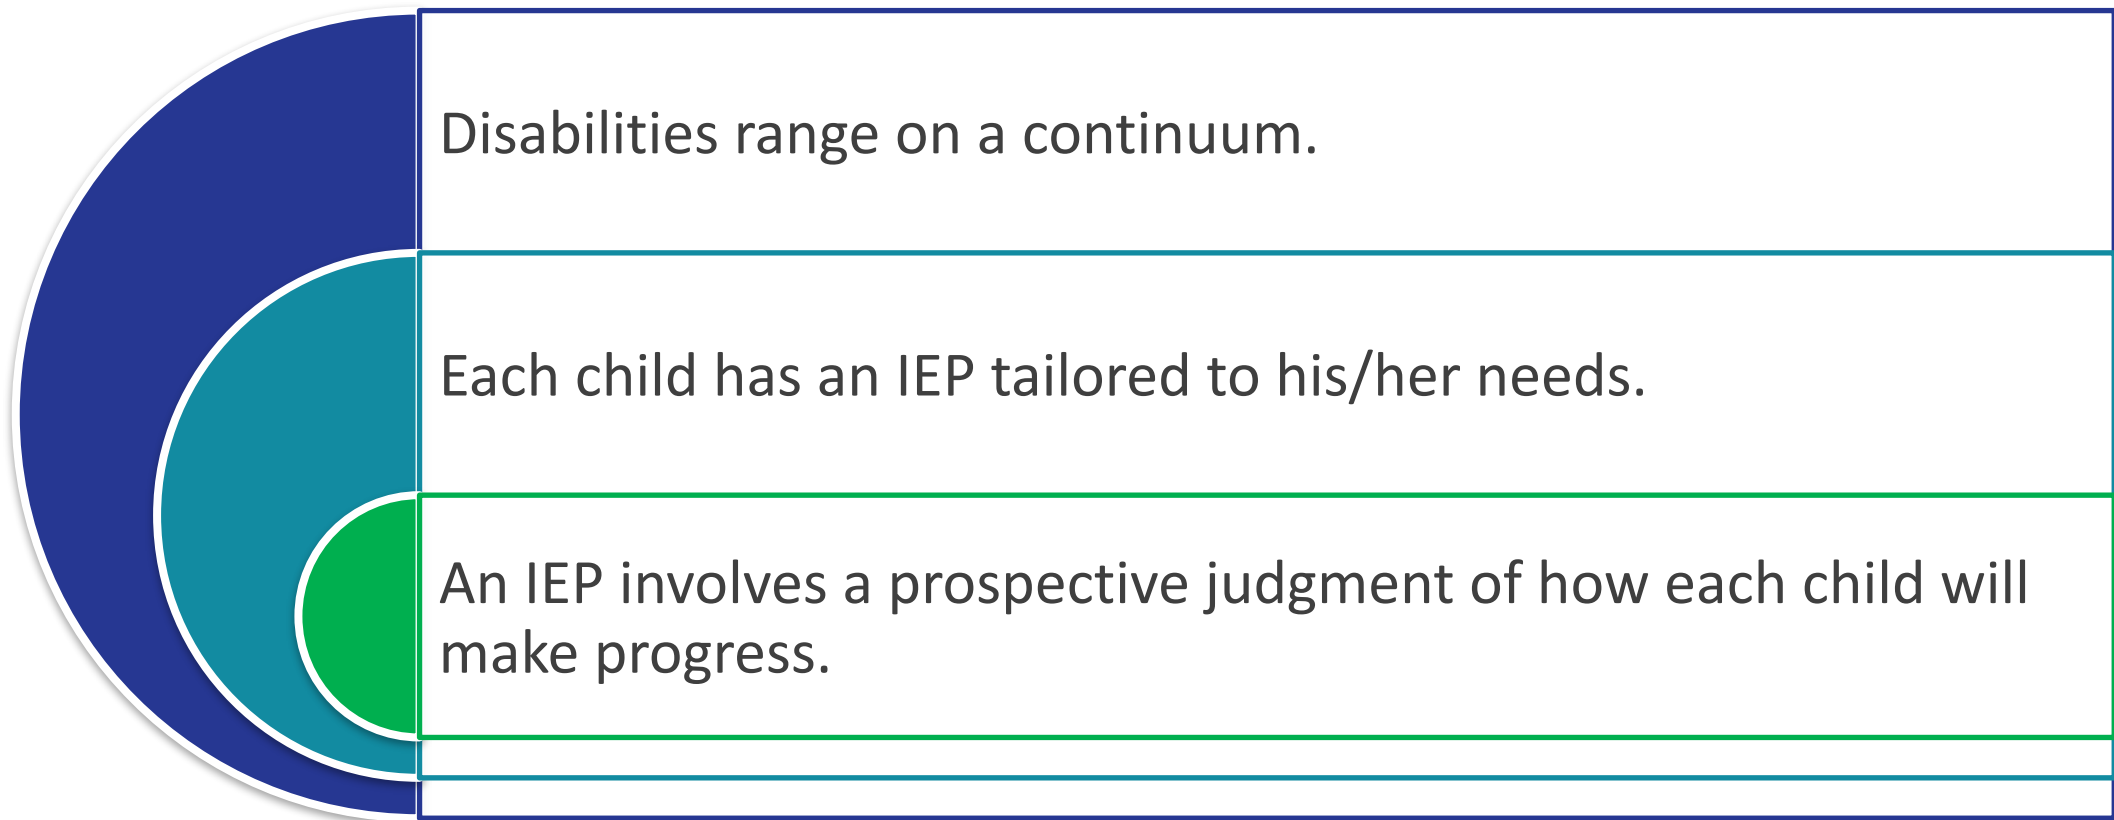 Disabilities range on a continuum.
Each child has an IEP tailored to his/her needs.
An IEP involves a prospective judgment of how each child will
make progress.